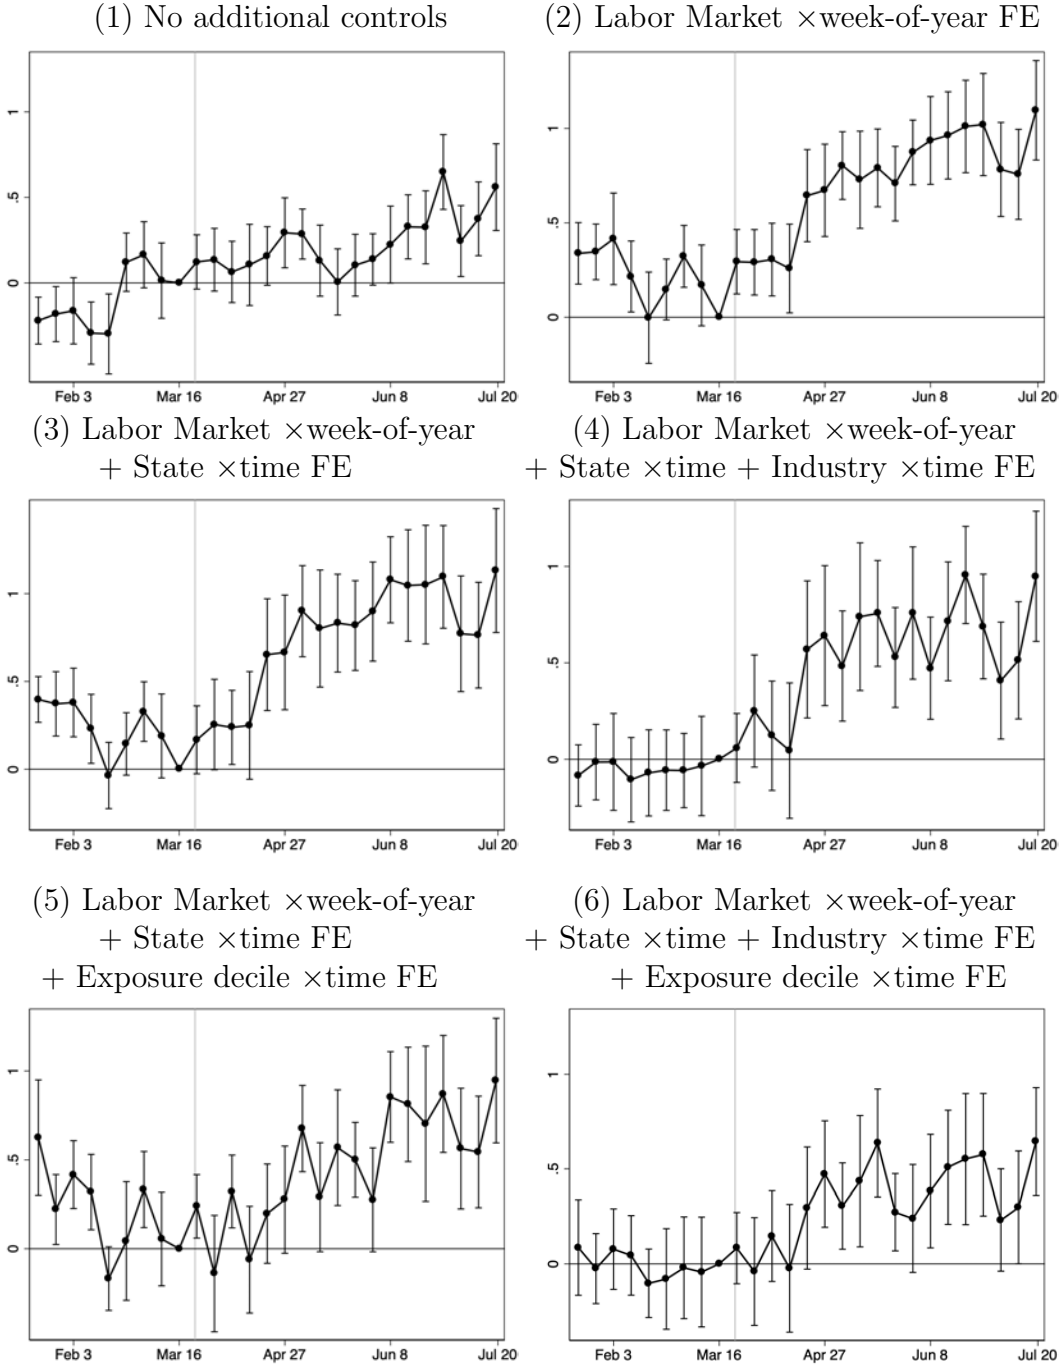 (1) No additional controls
(2) Labor Market ×week-of-year FE
1
.5
0
Feb 3 Mar 16 Apr 27 Jun 8 Jul 20
1
.5
0
Feb 3 Mar 16 Apr 27 Jun 8 Jul 20
(3) Labor Market ×week-of-year
+ State ×time FE
(4) Labor Market ×week-of-year
+ State ×time + Industry ×time FE
1
.5
0
Feb 3 Mar 16 Apr 27 Jun 8 Jul 20
1
.5
0
Feb 3 Mar 16 Apr 27 Jun 8 Jul 20
(5) Labor Market ×week-of-year
+ State ×time FE
+ Exposure decile ×time FE
(6) Labor Market ×week-of-year
+ State ×time + Industry ×time FE
+ Exposure decile ×time FE
1
.5
0
Feb 3 Mar 16 Apr 27 Jun 8 Jul 20
1
.5
0
Feb 3 Mar 16 Apr 27 Jun 8 Jul 20